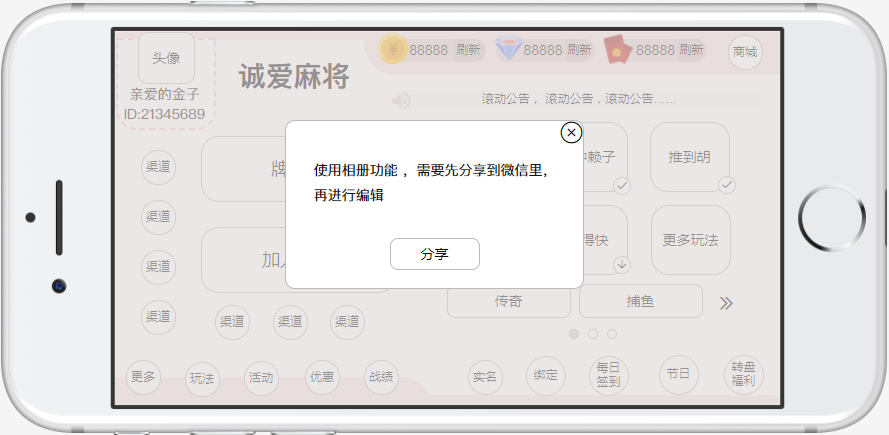 头像
亲爱的金子
ID:21345689
诚爱麻将
88888 刷新
88888 刷新
88888 刷新
商城
滚动公告 ,  滚动公告 , 滚动公告......
渠道
渠道
渠道
渠道
牌
加
赖子
推到胡
得快
更多玩法
使用相册功能 ,  需要先分享到微信里,
再进行编辑
分享
传奇
捕鱼
渠道
渠道
渠道
更多
玩法
活动
优惠
战绩
实名
绑定
每日
签到
节日
转盘
福利